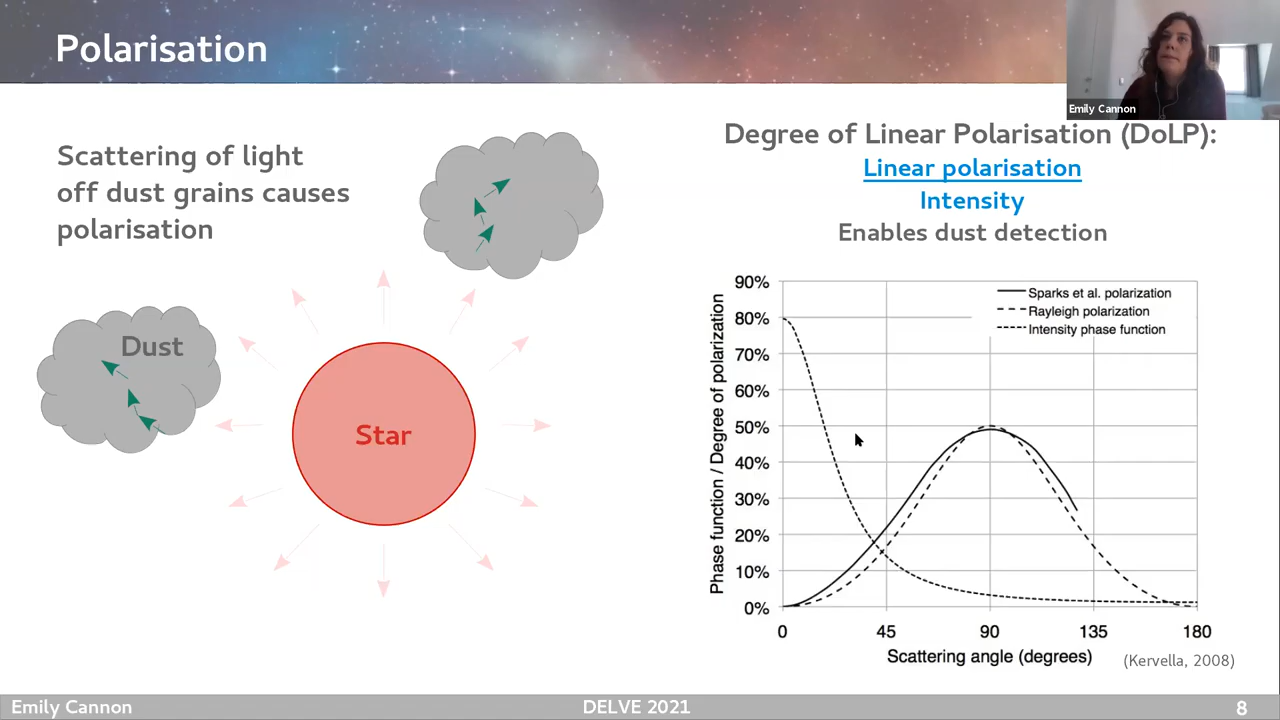 Polarisation
Emily Cannon
Scattering of light
off dust grains causes
polarisation
Dust
Star
Degree of Linear Polarisation (DoLP):
Linear polarisation
Intensity
Enables dust detection
Phase function / Degree of polarization
90%
80%
70%
60%
50%
40%
30%
20%
10%
0%
Sparks et al. polarization
Rayleigh polarization
Intensity phase function
0 45 90 135 180
Scattering angle (degrees)
(Kervella, 2008)
Emily Cannon DELVE 2021 8